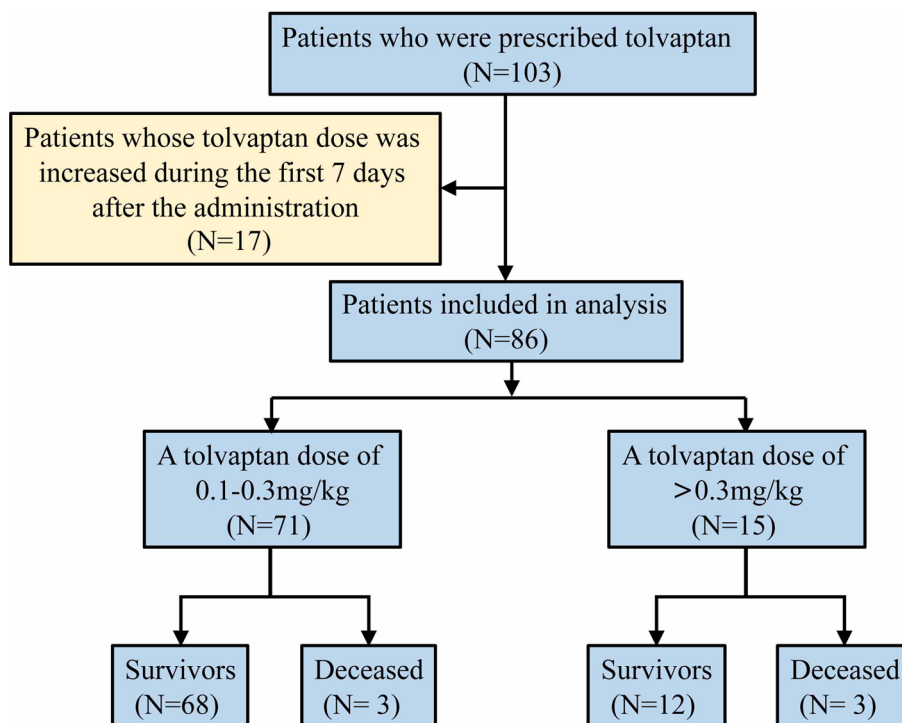 Patients who were prescribed tolvaptan
(N=103)
Patients whose tolvaptan dose was
increased during the first 7 days
after the administration
(N=17)
Patients included in analysis
(N=86)
A tolvaptan dose of
0.1-0.3mg/kg
(N=71)
A tolvaptan dose of
>0.3mg/kg
(N=15)
Survivors
(N=68)
Deceased
(N= 3)
Survivors
(N=12)
Deceased
(N= 3)